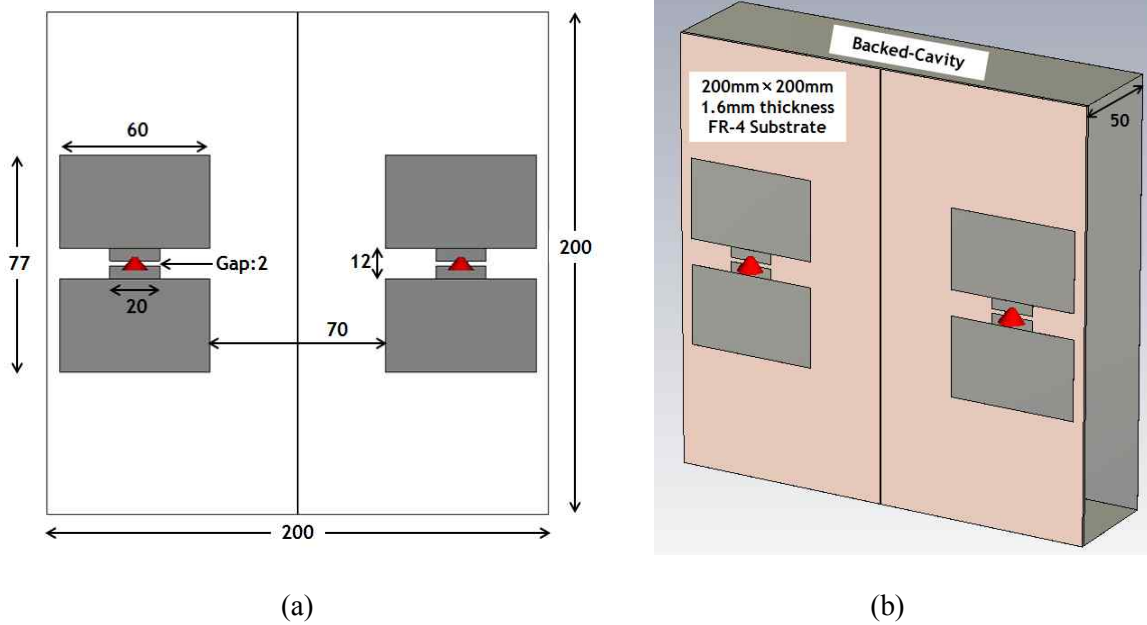 60
77
Gap:2
20
12
70
200
200
(a)
Backed-Cavity
200mm×200mm
1.6mm thickness
FR-4 Substrate
50
(b)